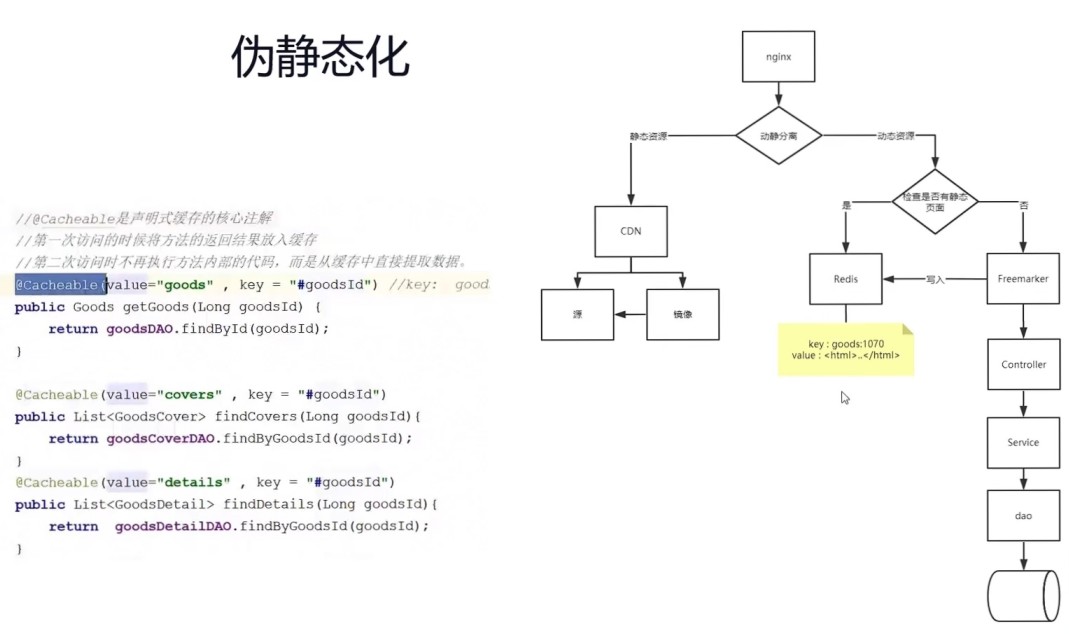 伪静态化
//@Cacheable是声明式缓存的核心注解
//第一次访问的时候将方法的返回结果放入缓存
//第二次访问时不再执行方法内部的代码，而是从缓存中直接提取数据。
@Cacheable(value="goods" , key = "#goodsId") //key: good
public Goods getGoods(Long goodsId) {
return goodsDAO.findById(goodsId);
}
@Cacheable(value="covers" , key = "#goodsId")
public List<GoodsCover> findCovers(Long goodsId){
return goodsCoverDAO.findByGoodsId(goodsId);
}
@Cacheable(value="details" , key = "#goodsId")
public List<GoodsDetail> findDetails(Long goodsId){
return goodsDetailDAO.findByGoodsId(goodsId);
}
nginx
静态资源
动静分离
动态资源
检查是否有静态
页面
是
否
CDN
源
镜像
Redis
写入
Freemarker
key : goods:1070
value : <html>..</html>
Controller
Service
dao